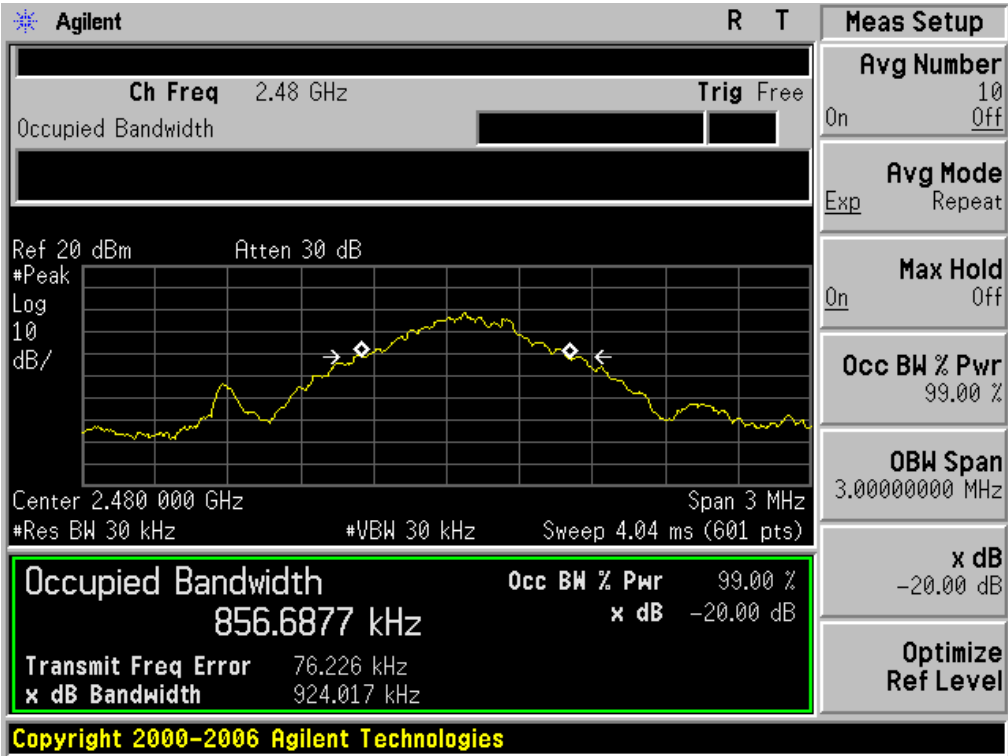 Agilent R T
Ch Freq 2.48 GHz Trig Free
Occupied Bandwidth
Ref 20 dBm Atten 30 dB
#Peak
Log
10
dB/
Center 2.480 000 GHz Span 3 MHz
#Res BW 30 kHz #VBW 30 kHz Sweep 4.04 ms (601 pts)
Occupied Bandwidth Occ BW % Pwr 99.00 %
856.6877 kHz x dB -20.00 dB
Transmit Freq Error 76.226 kHz
x dB Bandwidth 924.017 kHz
Copyright 2000-2006 Agilent Technologies
Meas Setup
Avg Number
10
On Off
Avg Mode
Exp Repeat
Max Hold
On Off
Occ BW % Pwr
99.00 %
OBW Span
3.00000000 MHz
x dB
-20.00 dB
Optimize
Ref Level